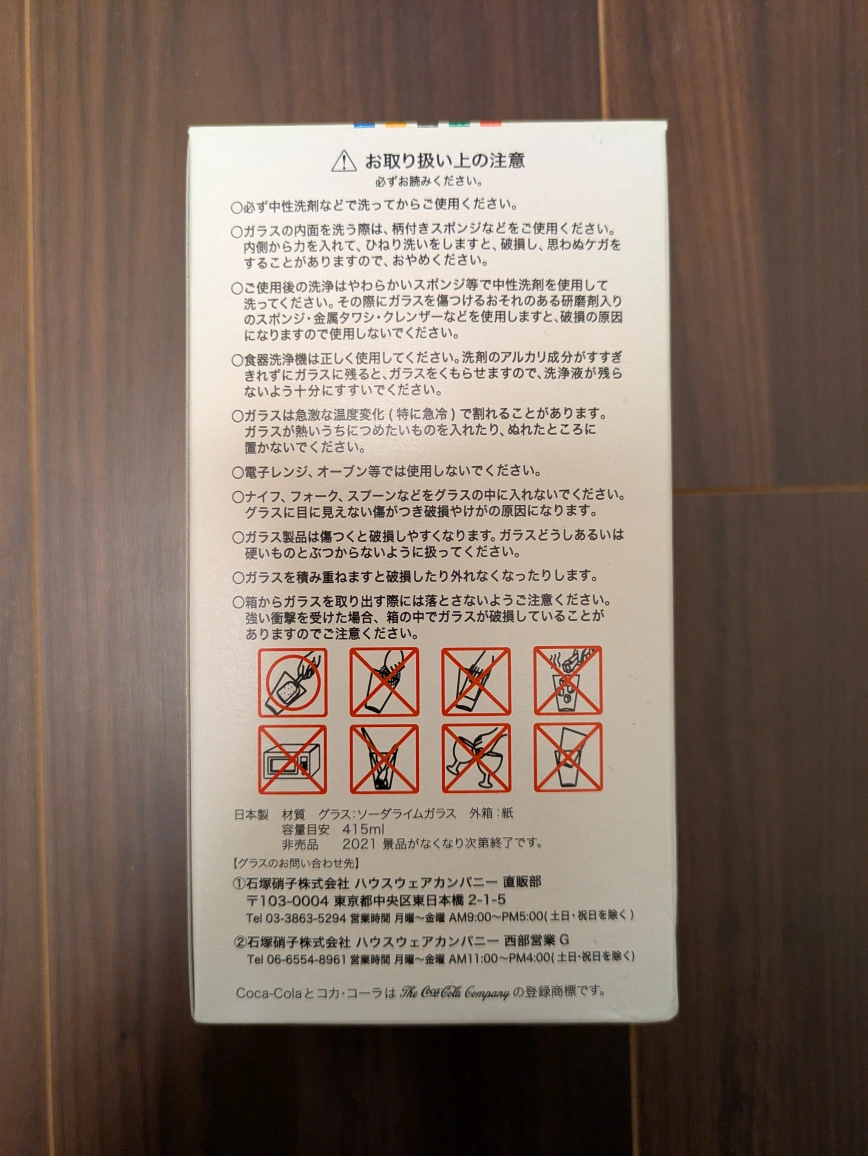 お取り扱い上の注意
必ずお読みください。
○必ず中性洗剤などで洗ってからご使用ください。
○ガラスの内面を洗う際は、柄付きスポンジなどをご使用ください。
内側から力を入れて、ひねり洗いをしますと、破損し、思わぬケガを
することがありますので、おやめください。
○ご使用後の洗浄はやわらかいスポンジ等で中性洗剤を使用して
洗ってください。その際にガラスを傷つけるおそれのある研磨剤入り
のスポンジ・金属タワシ・クレンザーなどを使用しますと、破損の原因
になりますので使用しないでください。
○食器洗浄機は正しく使用してください。洗剤のアルカリ成分がすすぎ
きれずにガラスに残ると、ガラスをくもらせますので、洗浄液が残ら
ないよう十分にすすいでください。
○ガラスは急激な温度変化(特に急冷)で割れることがあります。
ガラスが熱いうちにつめたいものを入れたり、ぬれたところに
置かないでください。
○電子レンジ、オーブン等では使用しないでください。
○ナイフ、フォーク、スプーンなどをグラスの中に入れないでください。
グラスに目に見えない傷がつき破損やけがの原因になります。
○ガラス製品は傷つくと破損しやすくなります。ガラスどうしあるいは
硬いものとぶつからないように扱ってください。
○ガラスを積み重ねますと破損したり外れなくなったりします。
○箱からガラスを取り出す際には落とさないようご注意ください。
強い衝撃を受けた場合、箱の中でガラスが破損していることが
ありますのでご注意ください。
日本製 材質 グラス:ソーダライムガラス 外箱:紙
容量目安 415ml
非売品 2021 景品がなくなり次第終了です。
【グラスのお問い合わせ先】
①石塚硝子株式会社 ハウスウェアカンパニー 直販部
〒103-0004 東京都中央区東日本橋 2-1-5
Tel 03-3863-5294 営業時間 月曜〜金曜 AM9:00〜PM5:00(土日・祝日を除く)
②石塚硝子株式会社 ハウスウェアカンパニー 西部営業 G
Tel 06-6554-8961 営業時間 月曜〜金曜 AM11:00〜PM4:00(土日・祝日を除く)
Coca-Colaとコカ・コーラは The Coca-Cola Company の登録商標です。